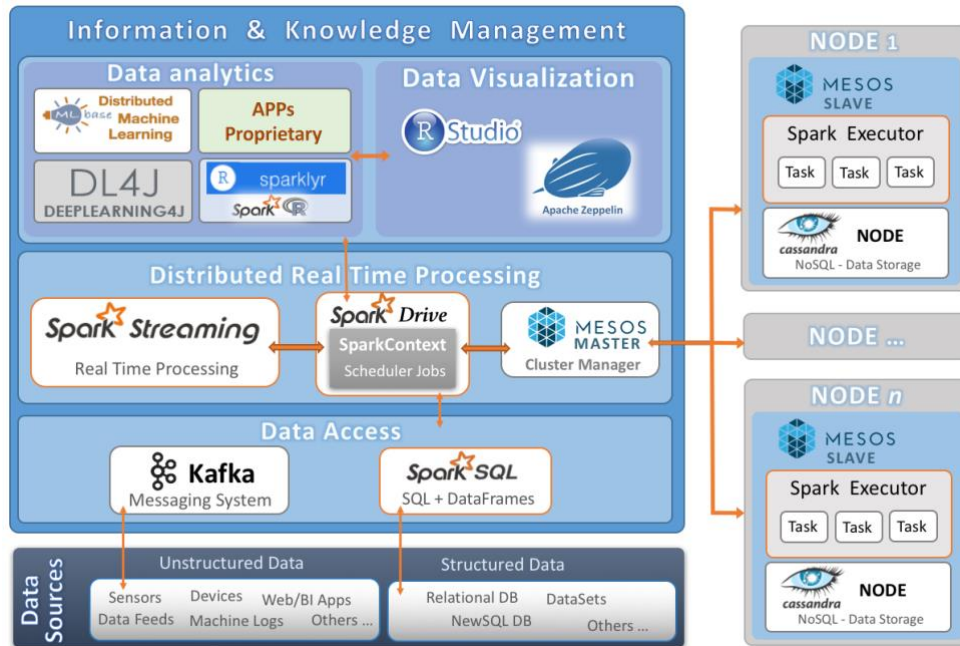 Information & Knowledge Management
Data analytics
ML base Distributed Machine Learning
APPs
Proprietary
DL4J
DEEPLEARNING4J
R sparklyr
Spark R
Data Visualization
R Studio®
Apache Zeppelin
Distributed Real Time Processing
Spark Streaming
Real Time Processing
Spark Drive
SparkContext
Scheduler Jobs
MESOS
MASTER
Cluster Manager
Data Access
Kafka
Messaging System
Spark SQL
SQL + DataFrames
Data Sources
Unstructured Data
Sensors Devices Web/BI Apps
Data Feeds Machine Logs Others ...
Structured Data
Relational DB DataSets
NewSQL DB Others ...
NODE 1
MESOS
SLAVE
Spark Executor
Task Task Task
cassandra NODE
NoSQL - Data Storage
NODE ...
NODE n
MESOS
SLAVE
Spark Executor
Task Task Task
cassandra NODE
NoSQL - Data Storage